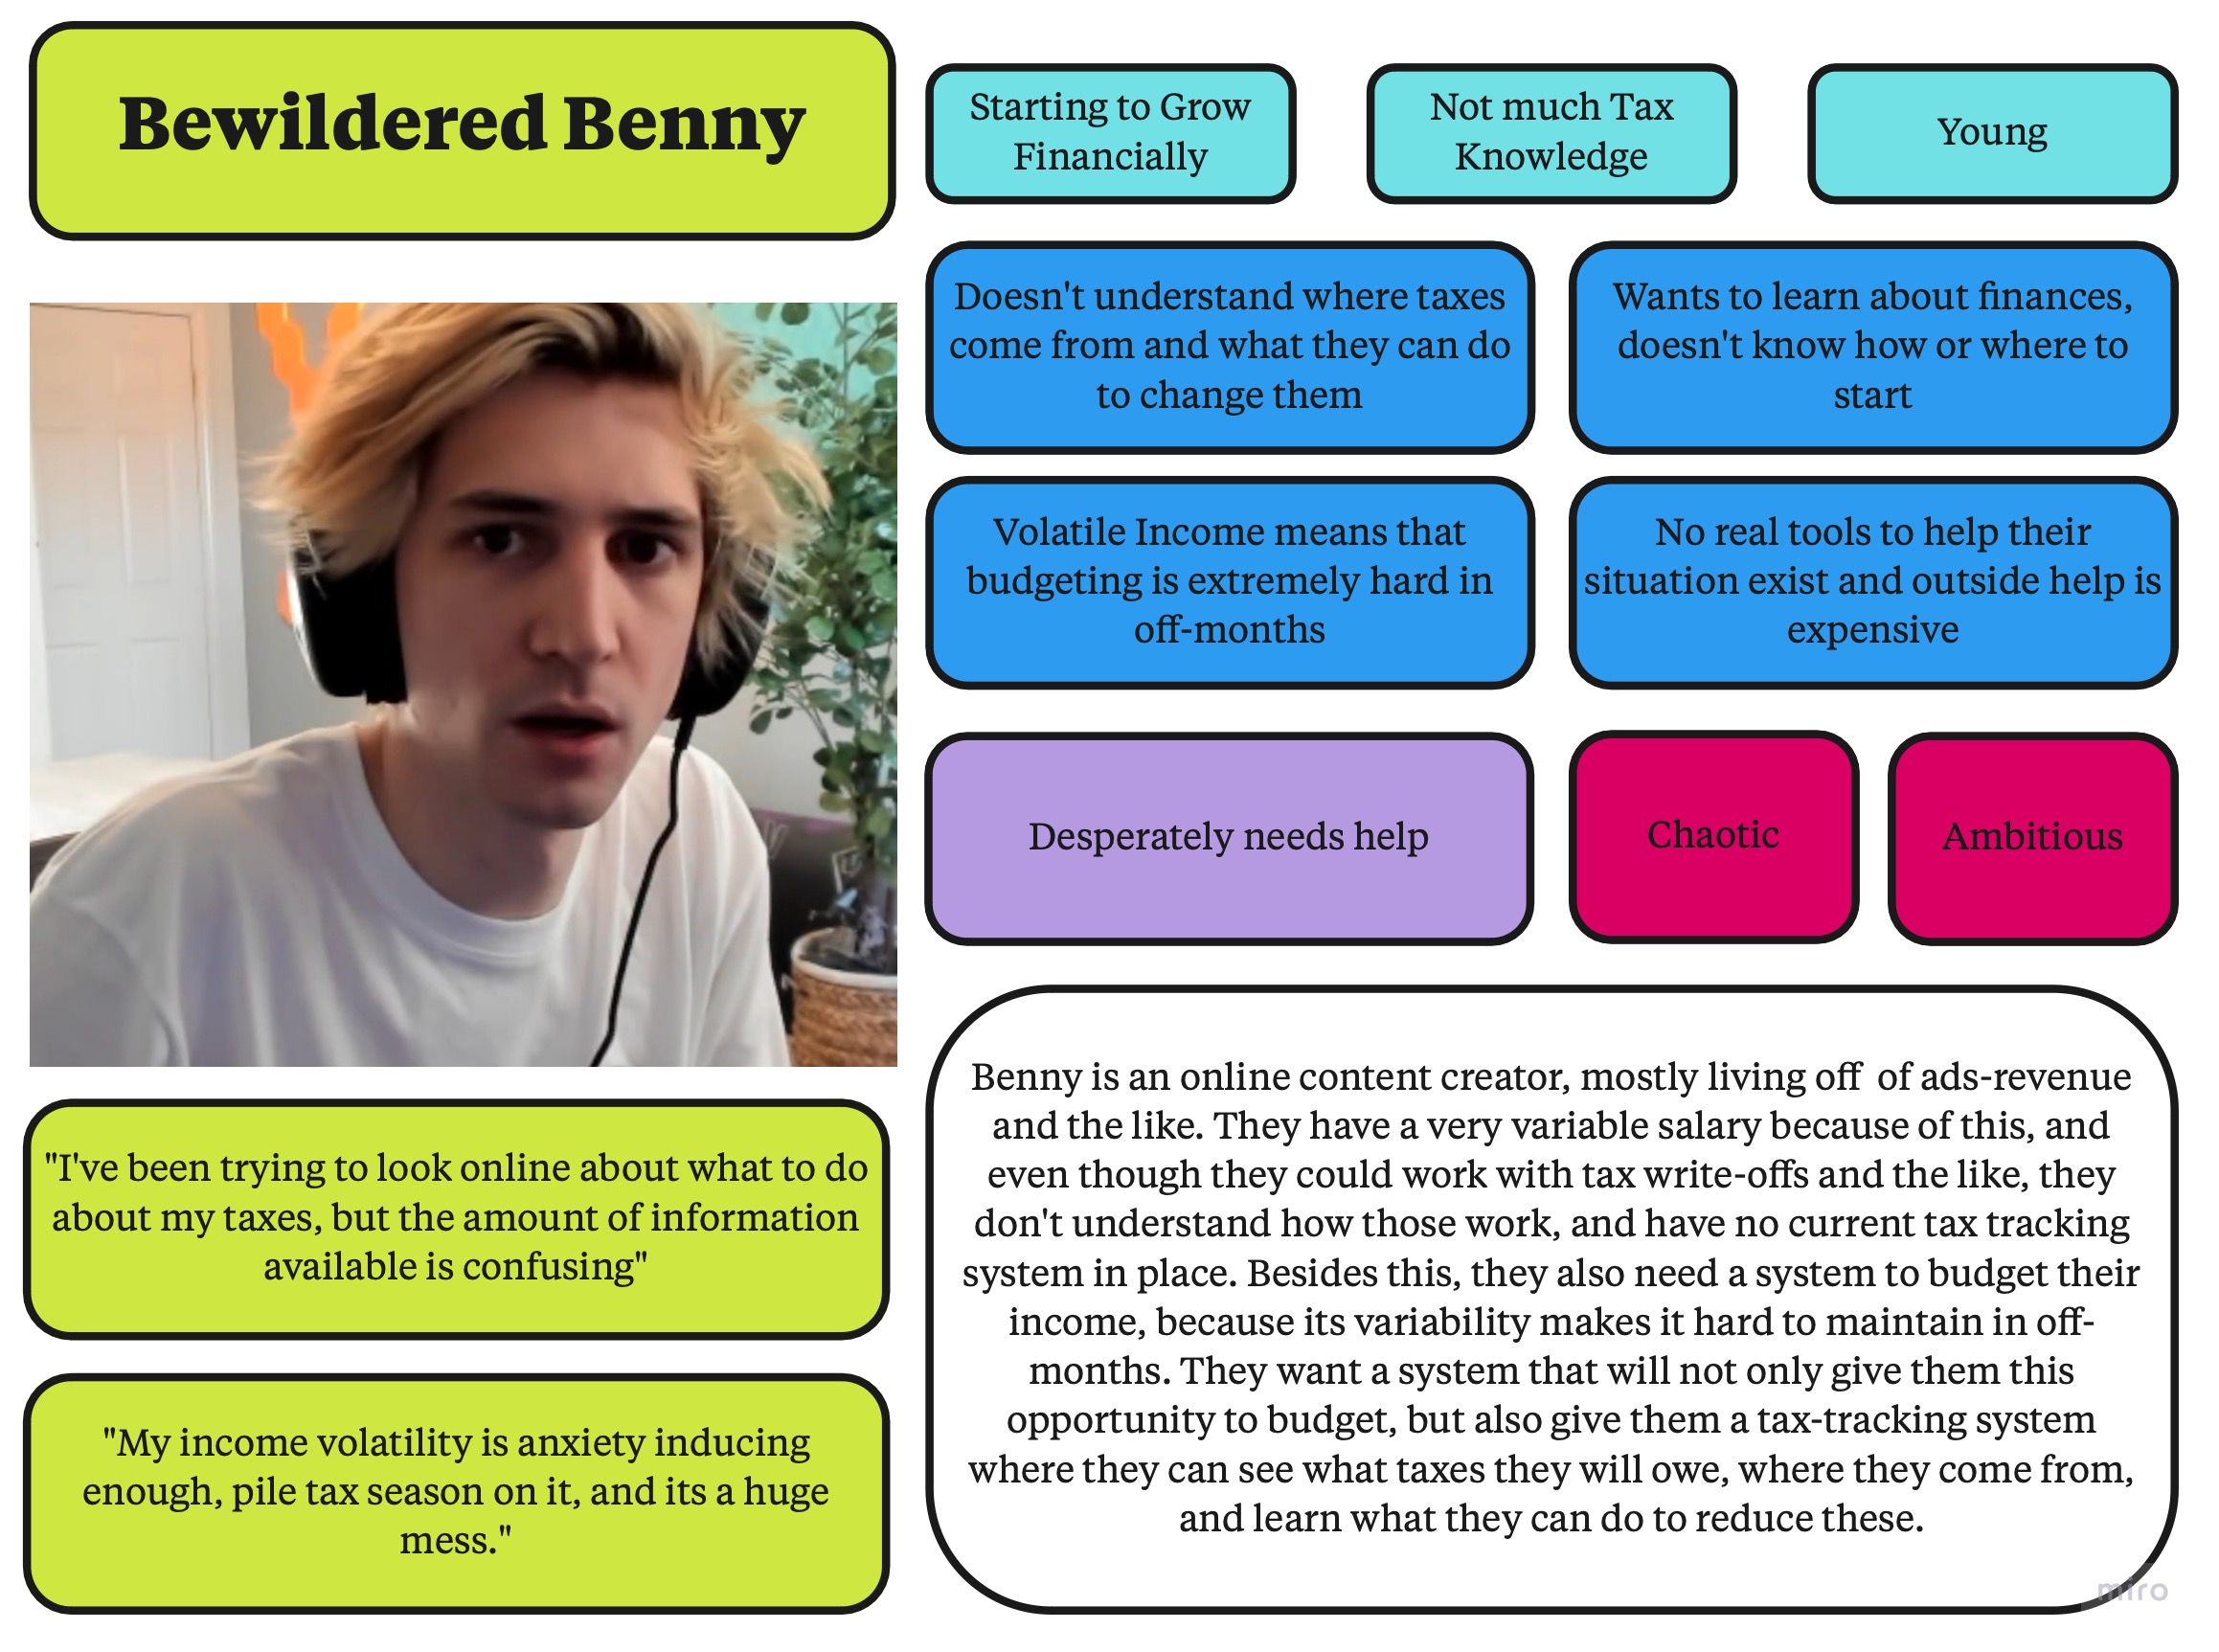 Bewildered Benny
Starting to Grow
Financially
Not much Tax
Knowledge
Young
Doesn't understand where taxes
come from and what they can do
to change them
Wants to learn about finances,
doesn't know how or where to
start
Volatile Income means that
budgeting is extremely hard in
off-months
No real tools to help their
situation exist and outside help is
expensive
Desperately needs help
Chaotic
Ambitious
"I've been trying to look online about what to do
about my taxes, but the amount of information
available is confusing"
"My income volatility is anxiety inducing
enough, pile tax season on it, and its a huge
mess."
Benny is an online content creator, mostly living off of ads-revenue
and the like. They have a very variable salary because of this, and
even though they could work with tax write-offs and the like, they
don't understand how those work, and have no current tax tracking
system in place. Besides this, they also need a system to budget their
income, because its variability makes it hard to maintain in off-
months. They want a system that will not only give them this
opportunity to budget, but also give them a tax-tracking system
where they can see what taxes they will owe, where they come from,
and learn what they can do to reduce these.
miro